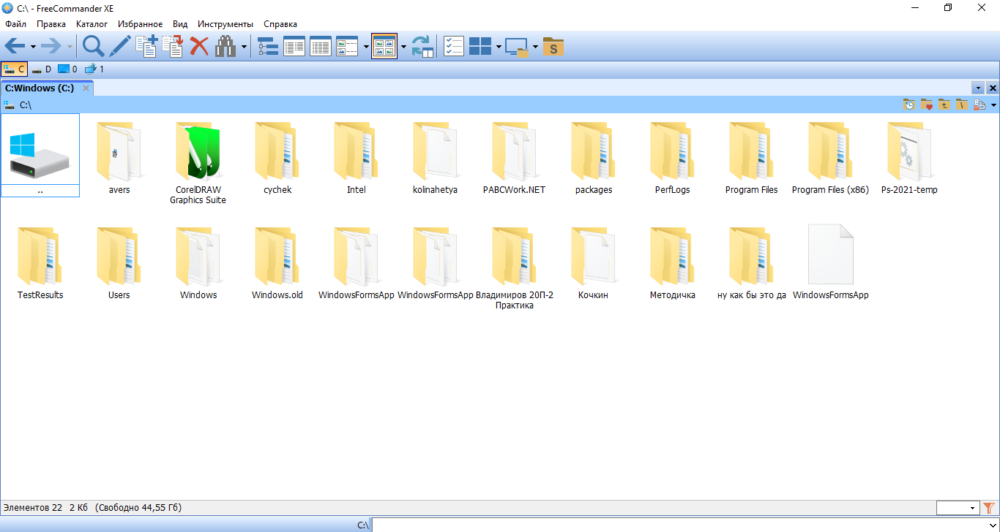 C:\ - FreeCommander XE
Файл Правка Каталог Избранное Вид Инструменты Справка
S
C D 0 1
C:Windows (C:)
C:\
..
avers
CorelDRAW
Graphics Suite
cychek
Intel
kolinahetya
PABCWork.NET
packages
PerfLogs
Program Files
Program Files (x86)
Ps-2021-temp
TestResults
Users
Windows
Windows.old
WindowsFormsApp
WindowsFormsApp
Владимиров 20П-2
Практика
Кочкин
Методичка
ну как бы это да
WindowsFormsApp
Элементов 22 2 Кб (Свободно 44,55 Гб)
C:\